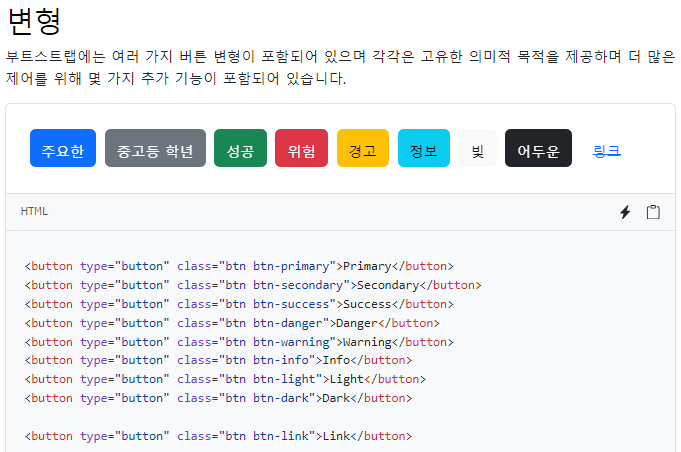 변형
부트스트랩에는 여러 가지 버튼 변형이 포함되어 있으며 각각은 고유한 의미적 목적을 제공하며 더 많은
제어를 위해 몇 가지 추가 기능이 포함되어 있습니다.
주요한 중고등 학년 성공 위험 경고 정보 빛 어두운 링크
HTML
<button type="button" class="btn btn-primary">Primary</button>
<button type="button" class="btn btn-secondary">Secondary</button>
<button type="button" class="btn btn-success">Success</button>
<button type="button" class="btn btn-danger">Danger</button>
<button type="button" class="btn btn-warning">Warning</button>
<button type="button" class="btn btn-info">Info</button>
<button type="button" class="btn btn-light">Light</button>
<button type="button" class="btn btn-dark">Dark</button>
<button type="button" class="btn btn-link">Link</button>